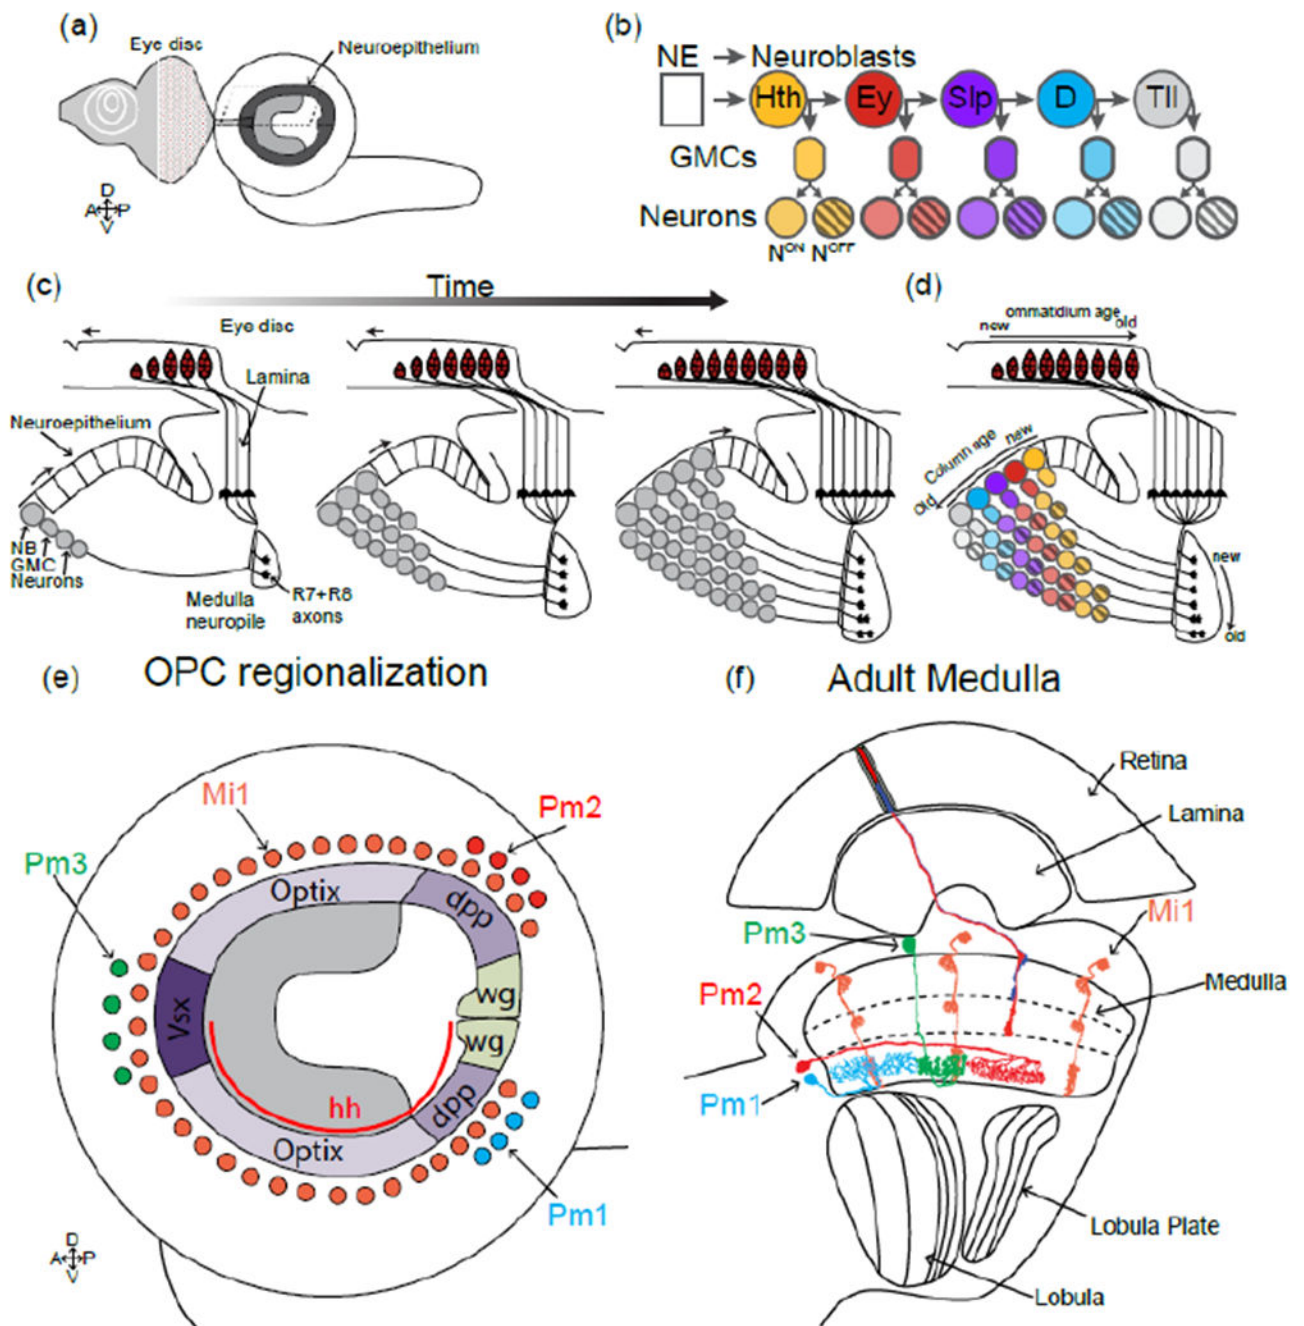 (a)
Eye disc
Neuroepithelium
D
A P
V
(b)
NE Neuroblasts
Hth Ey Slp D Tll
GMCs
Neurons
NON NOFF
(c)
Time
Eye disc
Lamina
Neuroepithelium
NB
GMC
Neurons
Medulla
neuropile
R7+R8
axons
(d)
ommatidium age
new old
Column age
new
Old
new
old
(e) OPC regionalization
Mi1
Pm2
Pm3
Optix
dpp
Vsx
wg
wg
hh
dpp
Optix
Pm1
D
A P
V
(f) Adult Medulla
Retina
Lamina
Mi1
Pm3
Medulla
Pm2
Pm1
Lobula Plate
Lobula